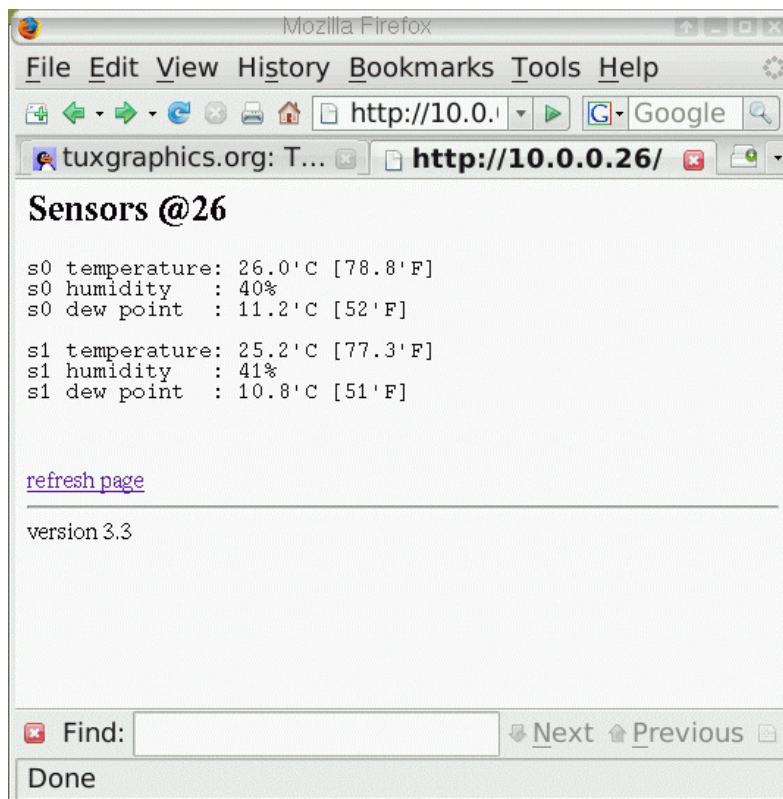 Mozilla Firefox
File Edit View History Bookmarks Tools Help
http://10.0. G Google
tuxgraphics.org: T... http://10.0.0.26/
Sensors @26
s0 temperature: 26.0'C [78.8'F]
s0 humidity   : 40%
s0 dew point  : 11.2'C [52'F]
s1 temperature: 25.2'C [77.3'F]
s1 humidity   : 41%
s1 dew point  : 10.8'C [51'F]
refresh page
version 3.3
Find: Next Previous
Done